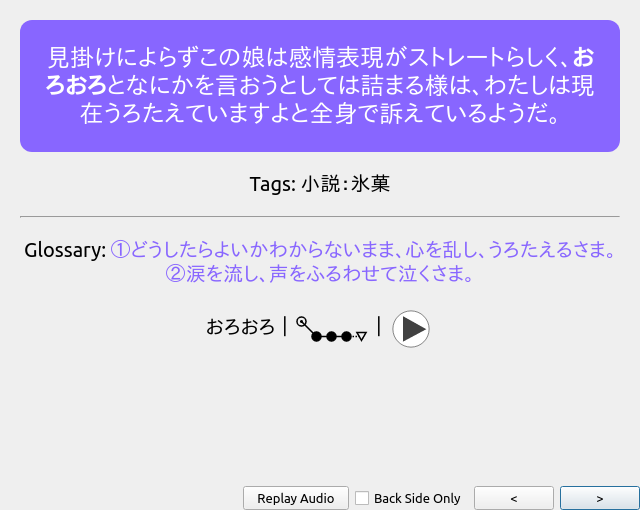 見掛けによらずこの娘は感情表現がストレートらしく、お
ろおろとなにかを言おうとしては詰まる様は、わたしは現
在うろたえていますよと全身で訴えているようだ。
Tags: 小説:氷菓
Glossary: ①どうしたらよいかわからないまま、心を乱し、うろたえるさま。
②涙を流し、声をふるわせて泣くさま。
おろおろ | |
Replay Audio Back Side Only < >